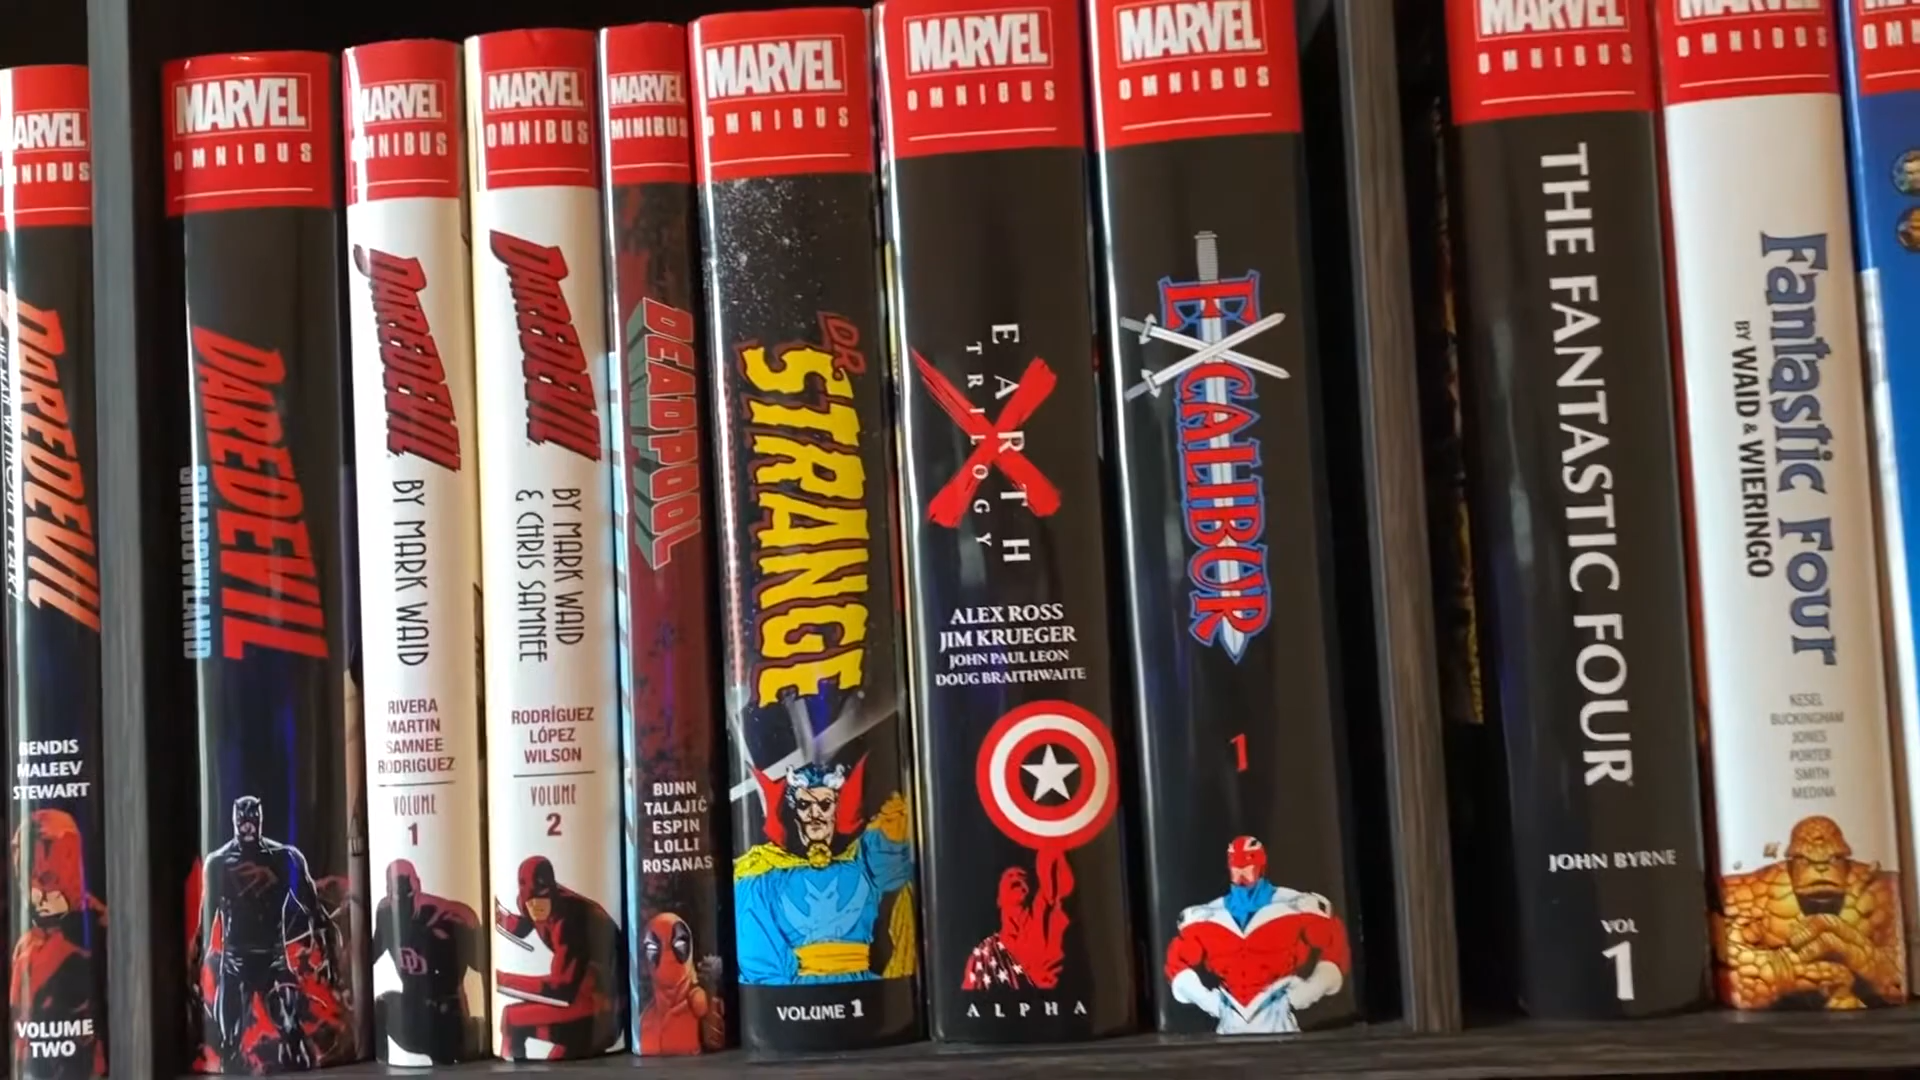 MARVEL
OMNIBUS
DAREDEVIL
BENDIS
MALEEV
STEWART
VOLUME
TWO
MARVEL
OMNIBUS
DAREDEVIL
SHADOWLAND
MARVEL
OMNIBUS
DAREDEVIL
BY MARK WAID
RIVERA
MARTIN
SAMNEE
RODRIGUEZ
VOLUME
1
DD
MARVEL
OMNIBUS
DAREDEVIL
BY MARK WAID
& CHRIS SAMNEE
RODRÍGUEZ
LÓPEZ
WILSON
VOLUME
2
MARVEL
MINIBUS
DEADPOOL
BUNN
TALAJIĆ
ESPIN
LOLLI
ROSANAS
MARVEL
OMNIBUS
DR.
STRANGE
VOLUME 1
MARVEL
OMNIBUS
EARTH
X
TRILOGY
ALEX ROSS
JIM KRUEGER
JOHN PAUL LEON
DOUG BRAITHWAITE
ALPHA
MARVEL
OMNIBUS
EXCALIBUR
1
MARVEL
OMNIBUS
THE FANTASTIC FOUR
JOHN BYRNE
VOL
1
MARVEL
OMNIBUS
Fantastic Four
BY WAID & WIERINGO
KESEL
BUCKINGHAM
JONES
PORTER
SMITH
MEDINA